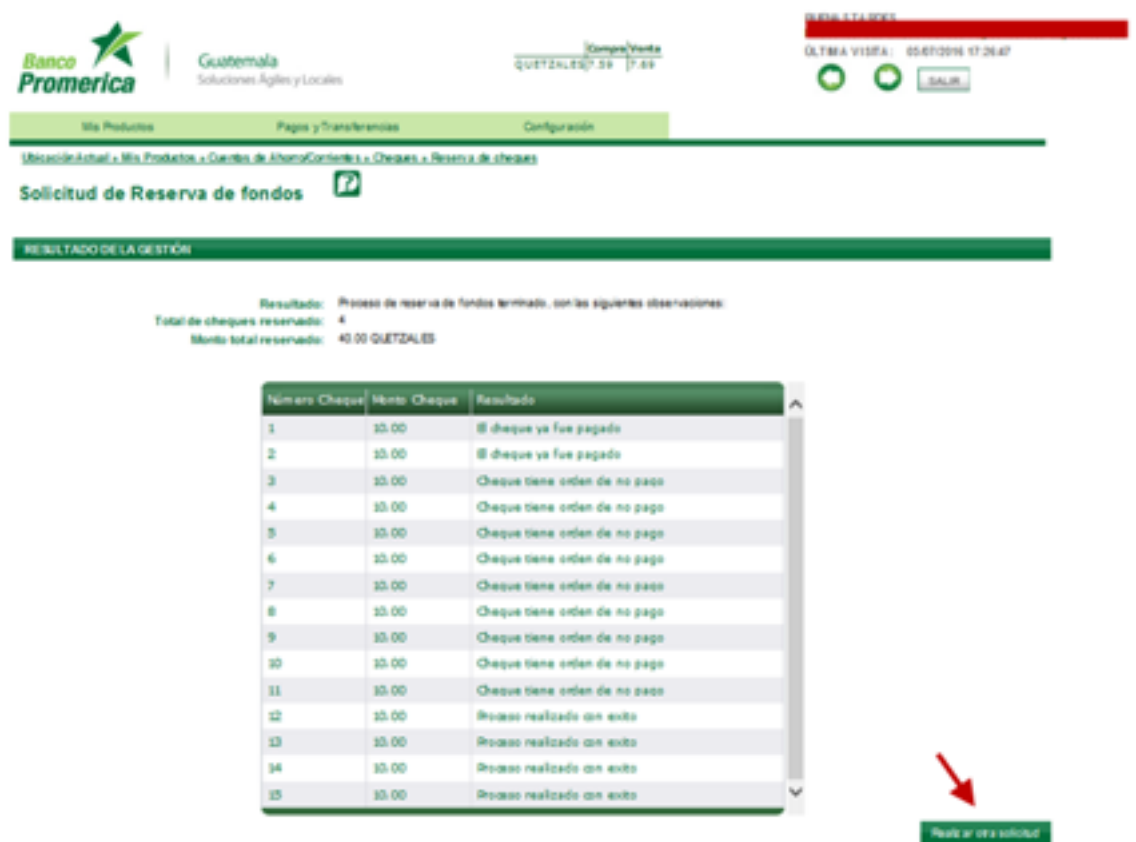 BUENAS TARDES
Banco
Promerica
Guatemala
Soluciones Ágiles y Locales
Compra Venta
QUETZALES 7.59 7.69
ÚLTIMA VISITA: 05/07/2016 17:26:47
SALIR
Mis Productos Pagos y Transferencias Configuración
Ubicación Actual » Mis Productos » Cuentas de Ahorro/Corrientes » Cheques » Reserva de cheques
Solicitud de Reserva de fondos ?
RESULTADO DE LA GESTIÓN
Resultado: Proceso de reserva de fondos terminado, con las siguientes observaciones:
Total de cheques reservado: 4
Monto total reservado: 40.00 QUETZALES
Número Cheque Monto Cheque Resultado
1 10.00 El cheque ya fue pagado
2 10.00 El cheque ya fue pagado
3 10.00 Cheque tiene orden de no pago
4 10.00 Cheque tiene orden de no pago
5 10.00 Cheque tiene orden de no pago
6 10.00 Cheque tiene orden de no pago
7 10.00 Cheque tiene orden de no pago
8 10.00 Cheque tiene orden de no pago
9 10.00 Cheque tiene orden de no pago
10 10.00 Cheque tiene orden de no pago
11 10.00 Cheque tiene orden de no pago
12 10.00 Proceso realizado con exito
13 10.00 Proceso realizado con exito
14 10.00 Proceso realizado con exito
15 10.00 Proceso realizado con exito
Realizar otra solicitud